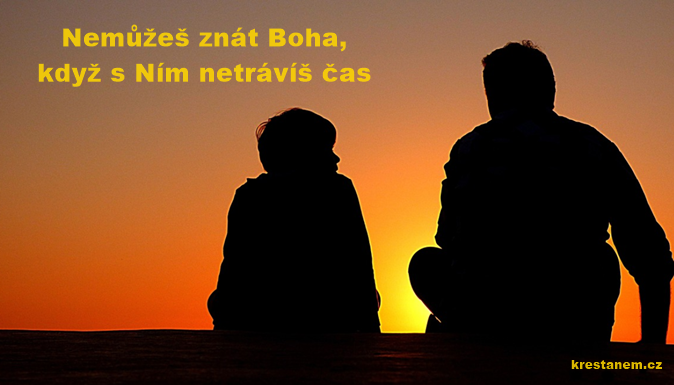 Nemůžeš znát Boha,
když s Ním netrávíš čas
krestanem.cz